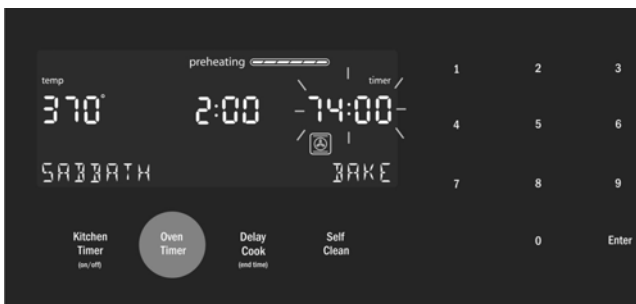 preheating
temp
timer
370°
2:00
74:00
SABBATH
BAKE
1 2 3
4 5 6
7 8 9
0 Enter
Kitchen
Timer
(on/off)
Oven
Timer
Delay
Cook
(end time)
Self
Clean